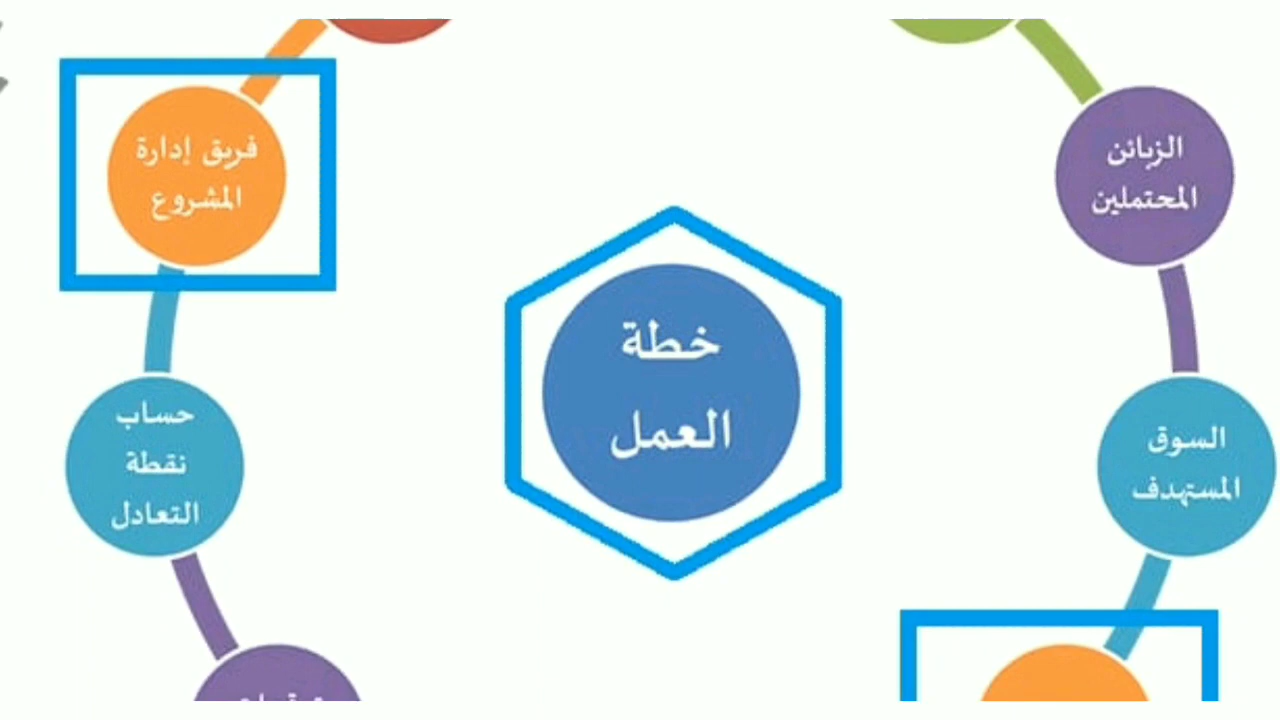 فريق إدارة
المشروع
الزبائن
المحتملين
خطة
العمل
حساب
نقطة
التعادل
السوق
المستهدف